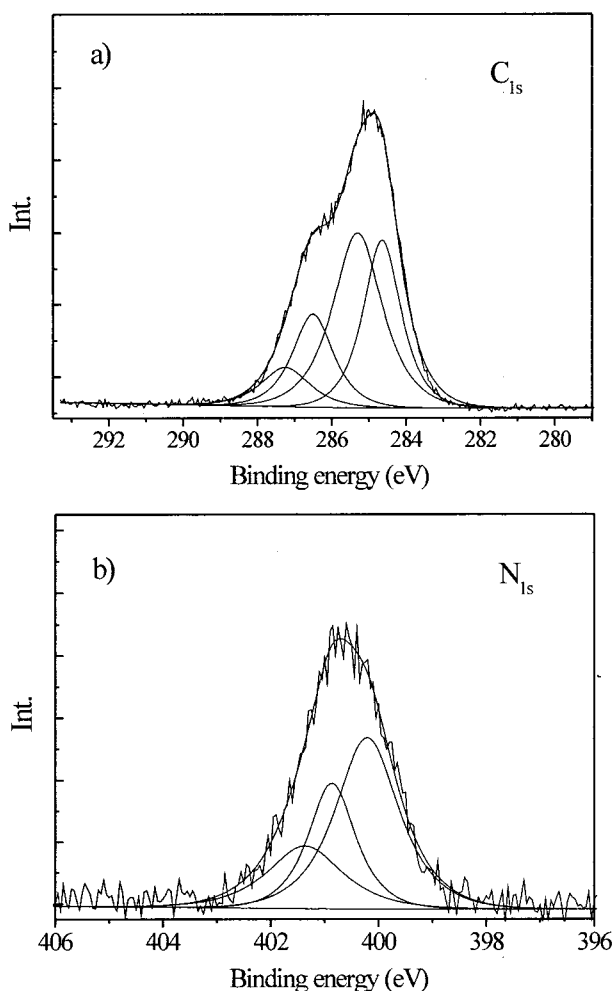 a)
C1s
Int.
292 290 288 286 284 282 280
Binding energy (eV)
b)
N1s
Int.
406 404 402 400 398 396
Binding energy (eV)